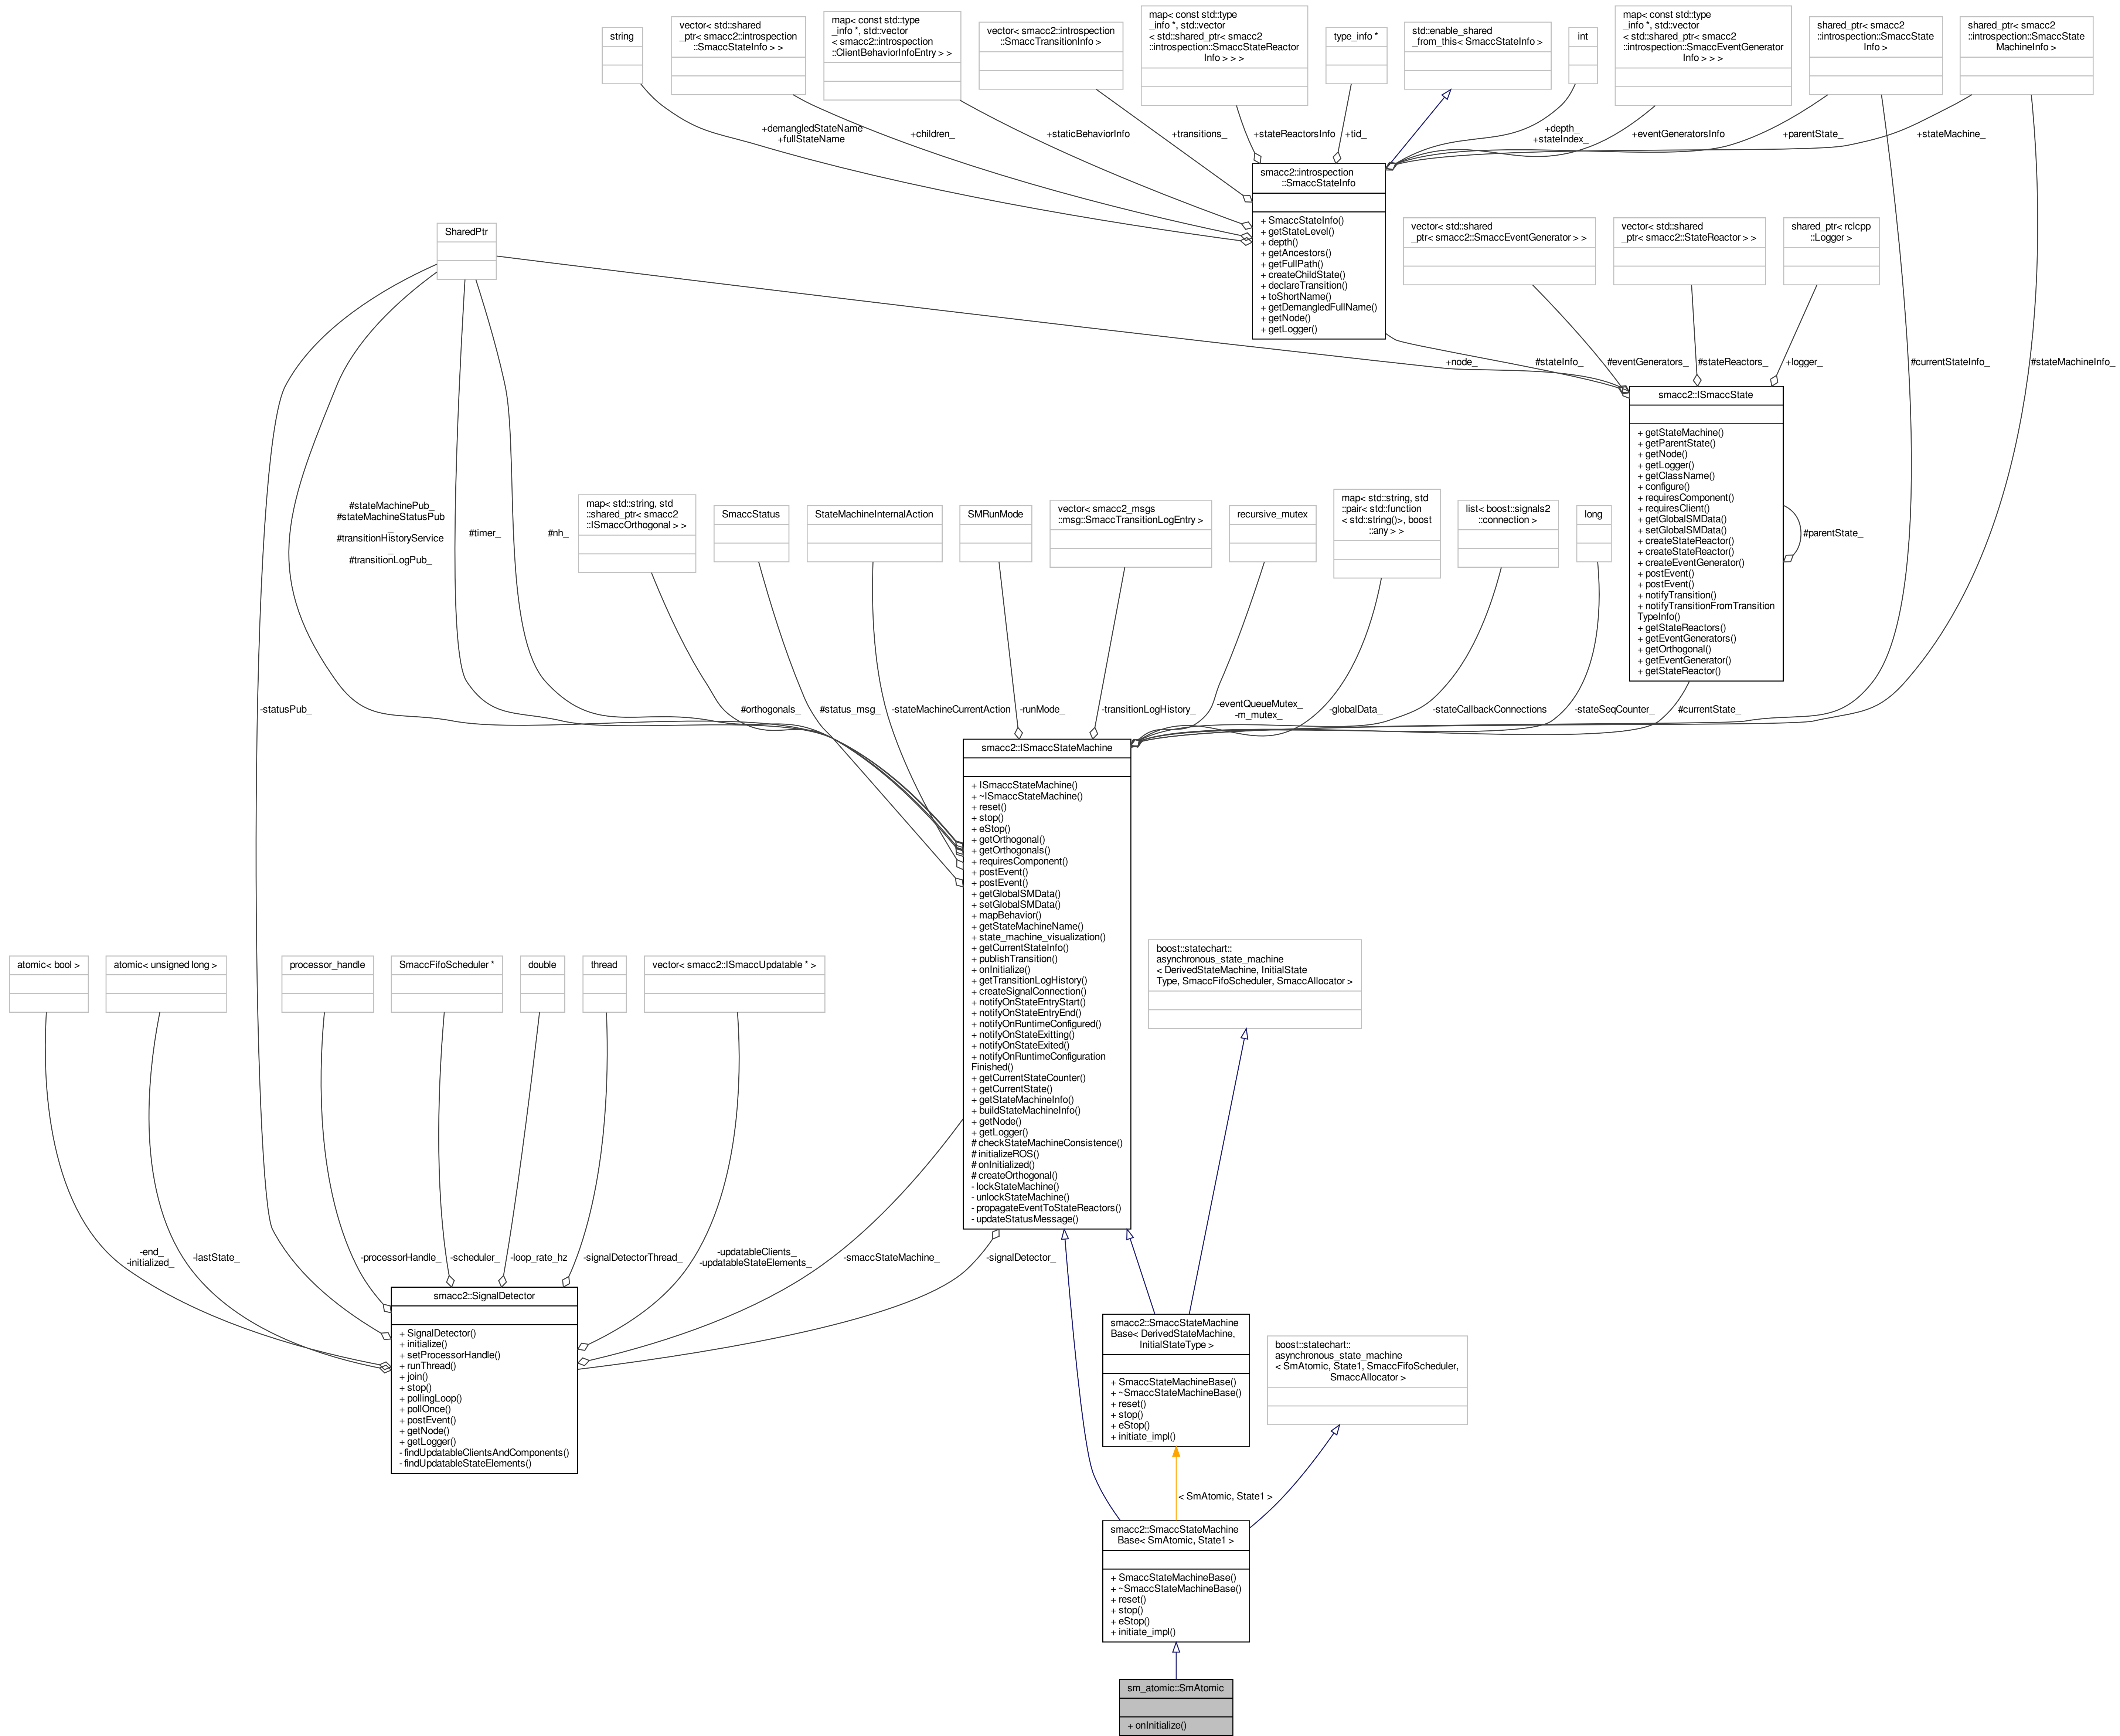 string
vector< std::shared
_ptr< smacc2::introspection
::SmaccStateInfo > >
map< const std::type
_info *, std::vector
< smacc2::introspection
::ClientBehaviorInfoEntry > >
vector< smacc2::introspection
::SmaccTransitionInfo >
map< const std::type
_info *, std::vector
< std::shared_ptr< smacc2
::introspection::SmaccStateReactor
Info > > >
type_info *
std::enable_shared
_from_this< SmaccStateInfo >
int
map< const std::type
_info *, std::vector
< std::shared_ptr< smacc2
::introspection::SmaccEventGenerator
Info > > >
shared_ptr< smacc2
::introspection::SmaccState
Info >
shared_ptr< smacc2
::introspection::SmaccState
MachineInfo >
+demangledStateName
+fullStateName
+children_
+staticBehaviorInfo
+transitions_
+stateReactorsInfo
+tid_
+depth_
+stateIndex_
+eventGeneratorsInfo
+parentState_
+stateMachine_
smacc2::introspection
::SmaccStateInfo
+ SmaccStateInfo()
+ getStateLevel()
+ depth()
+ getAncestors()
+ getFullPath()
+ createChildState()
+ declareTransition()
+ toShortName()
+ getDemangledFullName()
+ getNode()
+ getLogger()
SharedPtr
vector< std::shared
_ptr< smacc2::SmaccEventGenerator > >
vector< std::shared
_ptr< smacc2::StateReactor > >
shared_ptr< rclcpp
::Logger >
+node_
#stateInfo_
#eventGenerators_
#stateReactors_
+logger_
#currentStateInfo_
#stateMachineInfo_
smacc2::ISmaccState
+ getStateMachine()
+ getParentState()
+ getNode()
+ getLogger()
+ getClassName()
+ configure()
+ requiresComponent()
+ requiresClient()
+ getGlobalSMData()
+ setGlobalSMData()
+ createStateReactor()
+ createStateReactor()
+ createEventGenerator()
+ postEvent()
+ postEvent()
+ notifyTransition()
+ notifyTransitionFromTransition
TypeInfo()
+ getStateReactors()
+ getEventGenerators()
+ getOrthogonal()
+ getEventGenerator()
+ getStateReactor()
#parentState_
#stateMachinePub_
#stateMachineStatusPub
_
#transitionHistoryService
_
#transitionLogPub_
#timer_
#nh_
map< std::string, std
::shared_ptr< smacc2
::ISmaccOrthogonal > >
SmaccStatus
StateMachineInternalAction
SMRunMode
vector< smacc2_msgs
::msg::SmaccTransitionLogEntry >
recursive_mutex
map< std::string, std
::pair< std::function
< std::string()>, boost
::any > >
list< boost::signals2
::connection >
long
-statusPub_
#orthogonals_
#status_msg_
-stateMachineCurrentAction
-runMode_
-transitionLogHistory_
-eventQueueMutex_
-m_mutex_
-globalData_
-stateCallbackConnections
-stateSeqCounter_
#currentState_
smacc2::ISmaccStateMachine
+ ISmaccStateMachine()
+ ~ISmaccStateMachine()
+ reset()
+ stop()
+ eStop()
+ getOrthogonal()
+ getOrthogonals()
+ requiresComponent()
+ postEvent()
+ postEvent()
+ getGlobalSMData()
+ setGlobalSMData()
+ mapBehavior()
+ getStateMachineName()
+ state_machine_visualization()
+ getCurrentStateInfo()
+ publishTransition()
+ onInitialize()
+ getTransitionLogHistory()
+ createSignalConnection()
+ notifyOnStateEntryStart()
+ notifyOnStateEntryEnd()
+ notifyOnRuntimeConfigured()
+ notifyOnStateExitting()
+ notifyOnStateExited()
+ notifyOnRuntimeConfiguration
Finished()
+ getCurrentStateCounter()
+ getCurrentState()
+ getStateMachineInfo()
+ buildStateMachineInfo()
+ getNode()
+ getLogger()
# checkStateMachineConsistence()
# initializeROS()
# onInitialized()
# createOrthogonal()
- lockStateMachine()
- unlockStateMachine()
- propagateEventToStateReactors()
- updateStatusMessage()
atomic< bool >
atomic< unsigned long >
processor_handle
SmaccFifoScheduler *
double
thread
vector< smacc2::ISmaccUpdatable * >
boost::statechart::
asynchronous_state_machine
< DerivedStateMachine, InitialState
Type, SmaccFifoScheduler, SmaccAllocator >
-end_
-initialized_
-lastState_
-processorHandle_
-scheduler_
-loop_rate_hz
-signalDetectorThread_
-updatableClients_
-updatableStateElements_
-smaccStateMachine_
-signalDetector_
smacc2::SignalDetector
+ SignalDetector()
+ initialize()
+ setProcessorHandle()
+ runThread()
+ join()
+ stop()
+ pollingLoop()
+ pollOnce()
+ postEvent()
+ getNode()
+ getLogger()
- findUpdatableClientsAndComponents()
- findUpdatableStateElements()
smacc2::SmaccStateMachine
Base< DerivedStateMachine,
InitialStateType >
+ SmaccStateMachineBase()
+ ~SmaccStateMachineBase()
+ reset()
+ stop()
+ eStop()
+ initiate_impl()
boost::statechart::
asynchronous_state_machine
< SmAtomic, State1, SmaccFifoScheduler,
SmaccAllocator >
< SmAtomic, State1 >
smacc2::SmaccStateMachine
Base< SmAtomic, State1 >
+ SmaccStateMachineBase()
+ ~SmaccStateMachineBase()
+ reset()
+ stop()
+ eStop()
+ initiate_impl()
sm_atomic::SmAtomic
+ onInitialize()